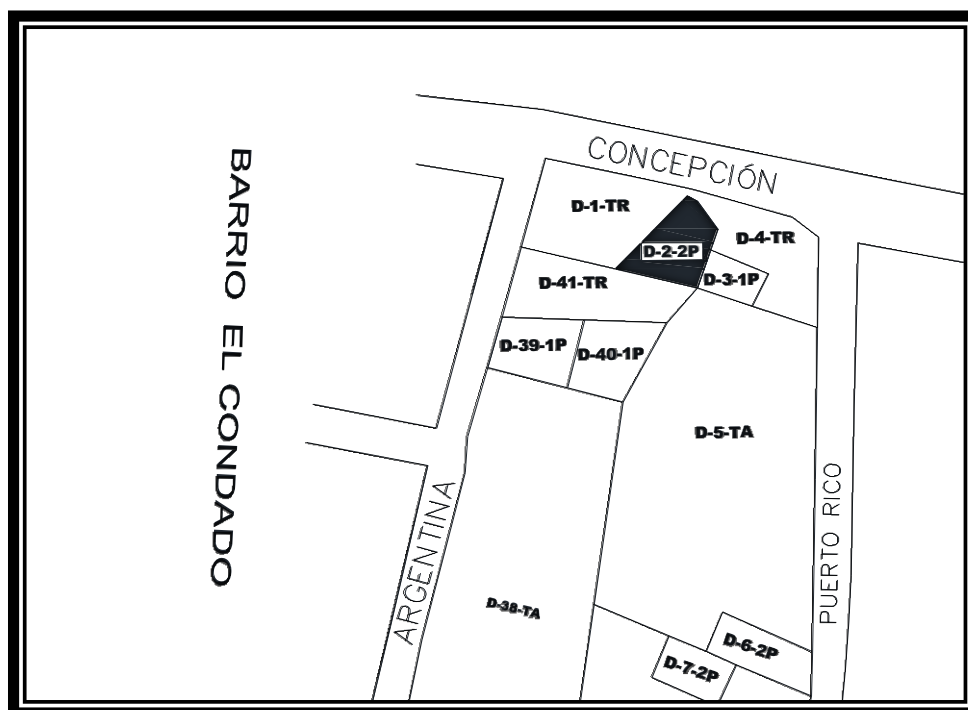 BARRIO EL CONDADO
CONCEPCIÓN
D-1-TR
D-4-TR
D-2-2P
D-3-1P
D-41-TR
D-39-1P
D-40-1P
D-5-TA
ARGENTINA
PUERTO RICO
D-38-TA
D-6-2P
D-7-2P